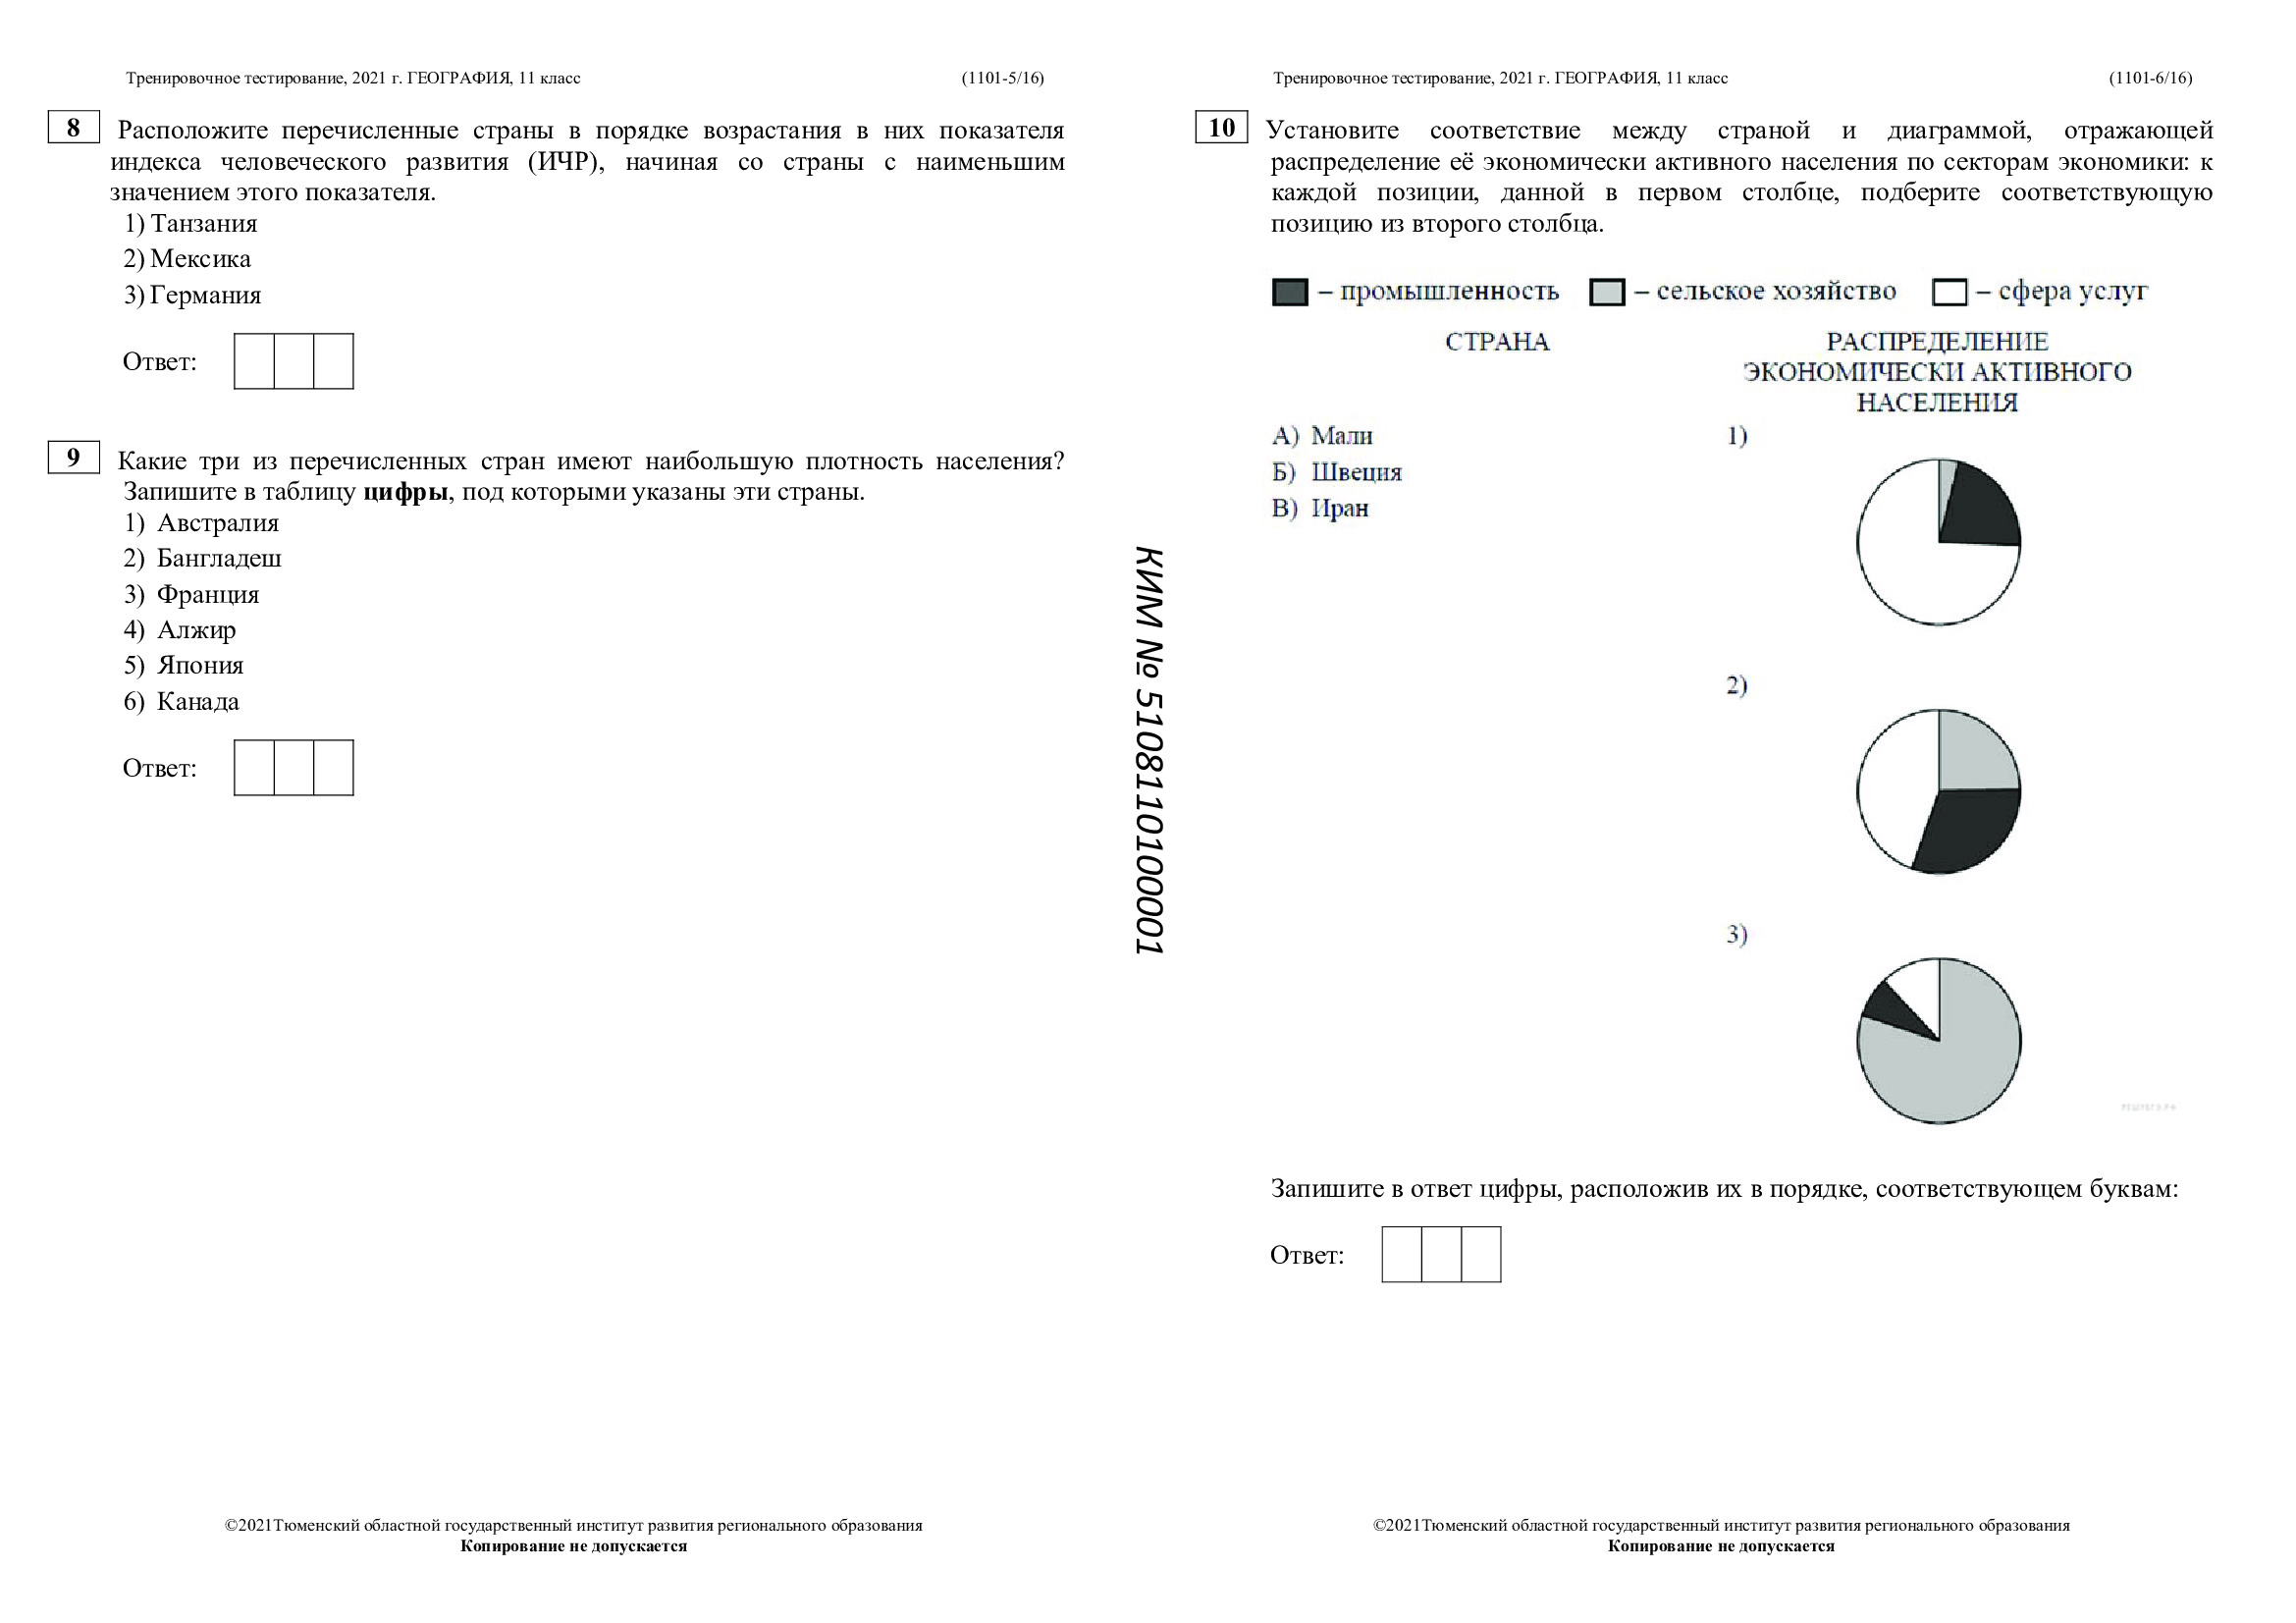 Тренировочное тестирование, 2021 г. ГЕОГРАФИЯ, 11 класс (1101-5/16)
8 Расположите перечисленные страны в порядке возрастания в них показателя
индекса человеческого развития (ИЧР), начиная со страны с наименьшим
значением этого показателя.
1) Танзания
2) Мексика
3) Германия
Ответ:
9 Какие три из перечисленных стран имеют наибольшую плотность населения?
Запишите в таблицу цифры, под которыми указаны эти страны.
1) Австралия
2) Бангладеш
3) Франция
4) Алжир
5) Япония
6) Канада
Ответ:
©2021Тюменский областной государственный институт развития регионального образования
Копирование не допускается
КИМ № 5108110100001
Тренировочное тестирование, 2021 г. ГЕОГРАФИЯ, 11 класс (1101-6/16)
10 Установите соответствие между страной и диаграммой, отражающей
распределение её экономически активного населения по секторам экономики: к
каждой позиции, данной в первом столбце, подберите соответствующую
позицию из второго столбца.
– промышленность – сельское хозяйство – сфера услуг
СТРАНА
РАСПРЕДЕЛЕНИЕ
ЭКОНОМИЧЕСКИ АКТИВНОГО
НАСЕЛЕНИЯ
А) Мали
Б) Швеция
В) Иран
1)
2)
3)
РЕШУЕГЭ.РФ
Запишите в ответ цифры, расположив их в порядке, соответствующем буквам:
Ответ:
©2021Тюменский областной государственный институт развития регионального образования
Копирование не допускается